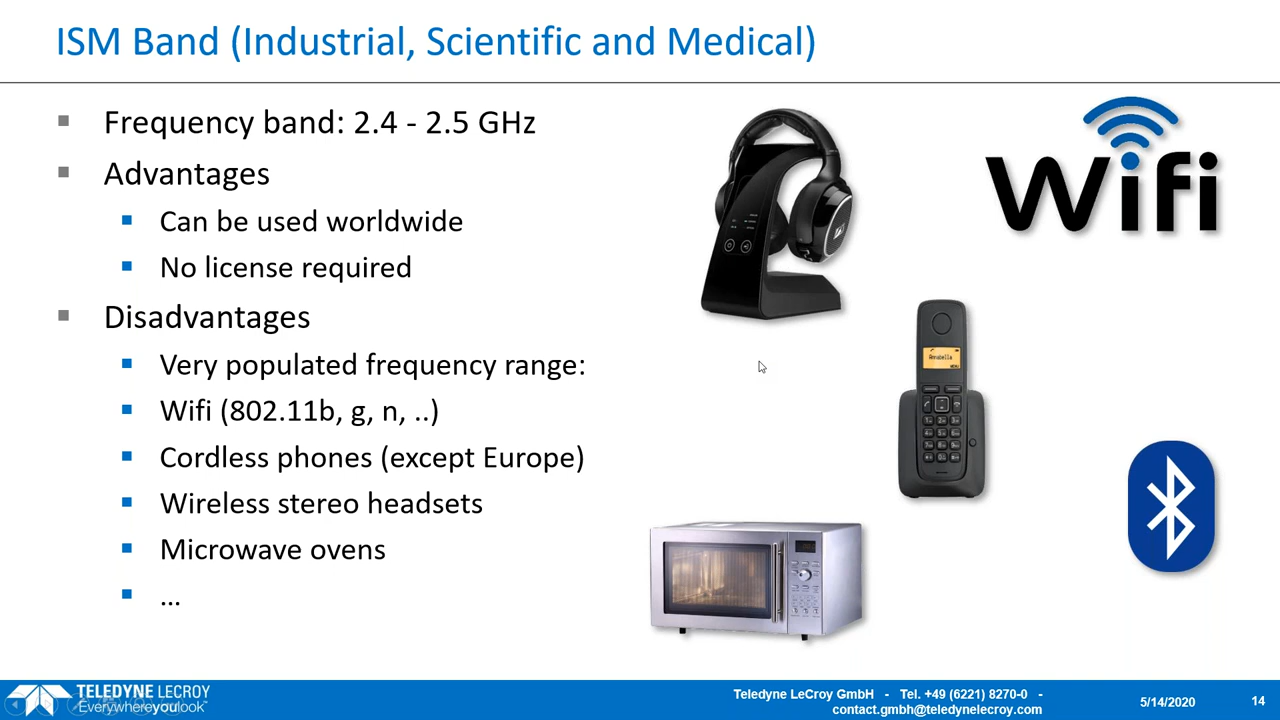 ISM Band (Industrial, Scientific and Medical)
Frequency band: 2.4 - 2.5 GHz
Advantages
Can be used worldwide
No license required
Disadvantages
Very populated frequency range:
Wifi (802.11b, g, n, ..)
Cordless phones (except Europe)
Wireless stereo headsets
Microwave ovens
...
Wifi
Annabella
MENU
TELEDYNE LECROY
Everywhereyoulook™
Teledyne LeCroy GmbH - Tel. +49 (6221) 8270-0 -
contact.gmbh@teledynelecroy.com
5/14/2020
14